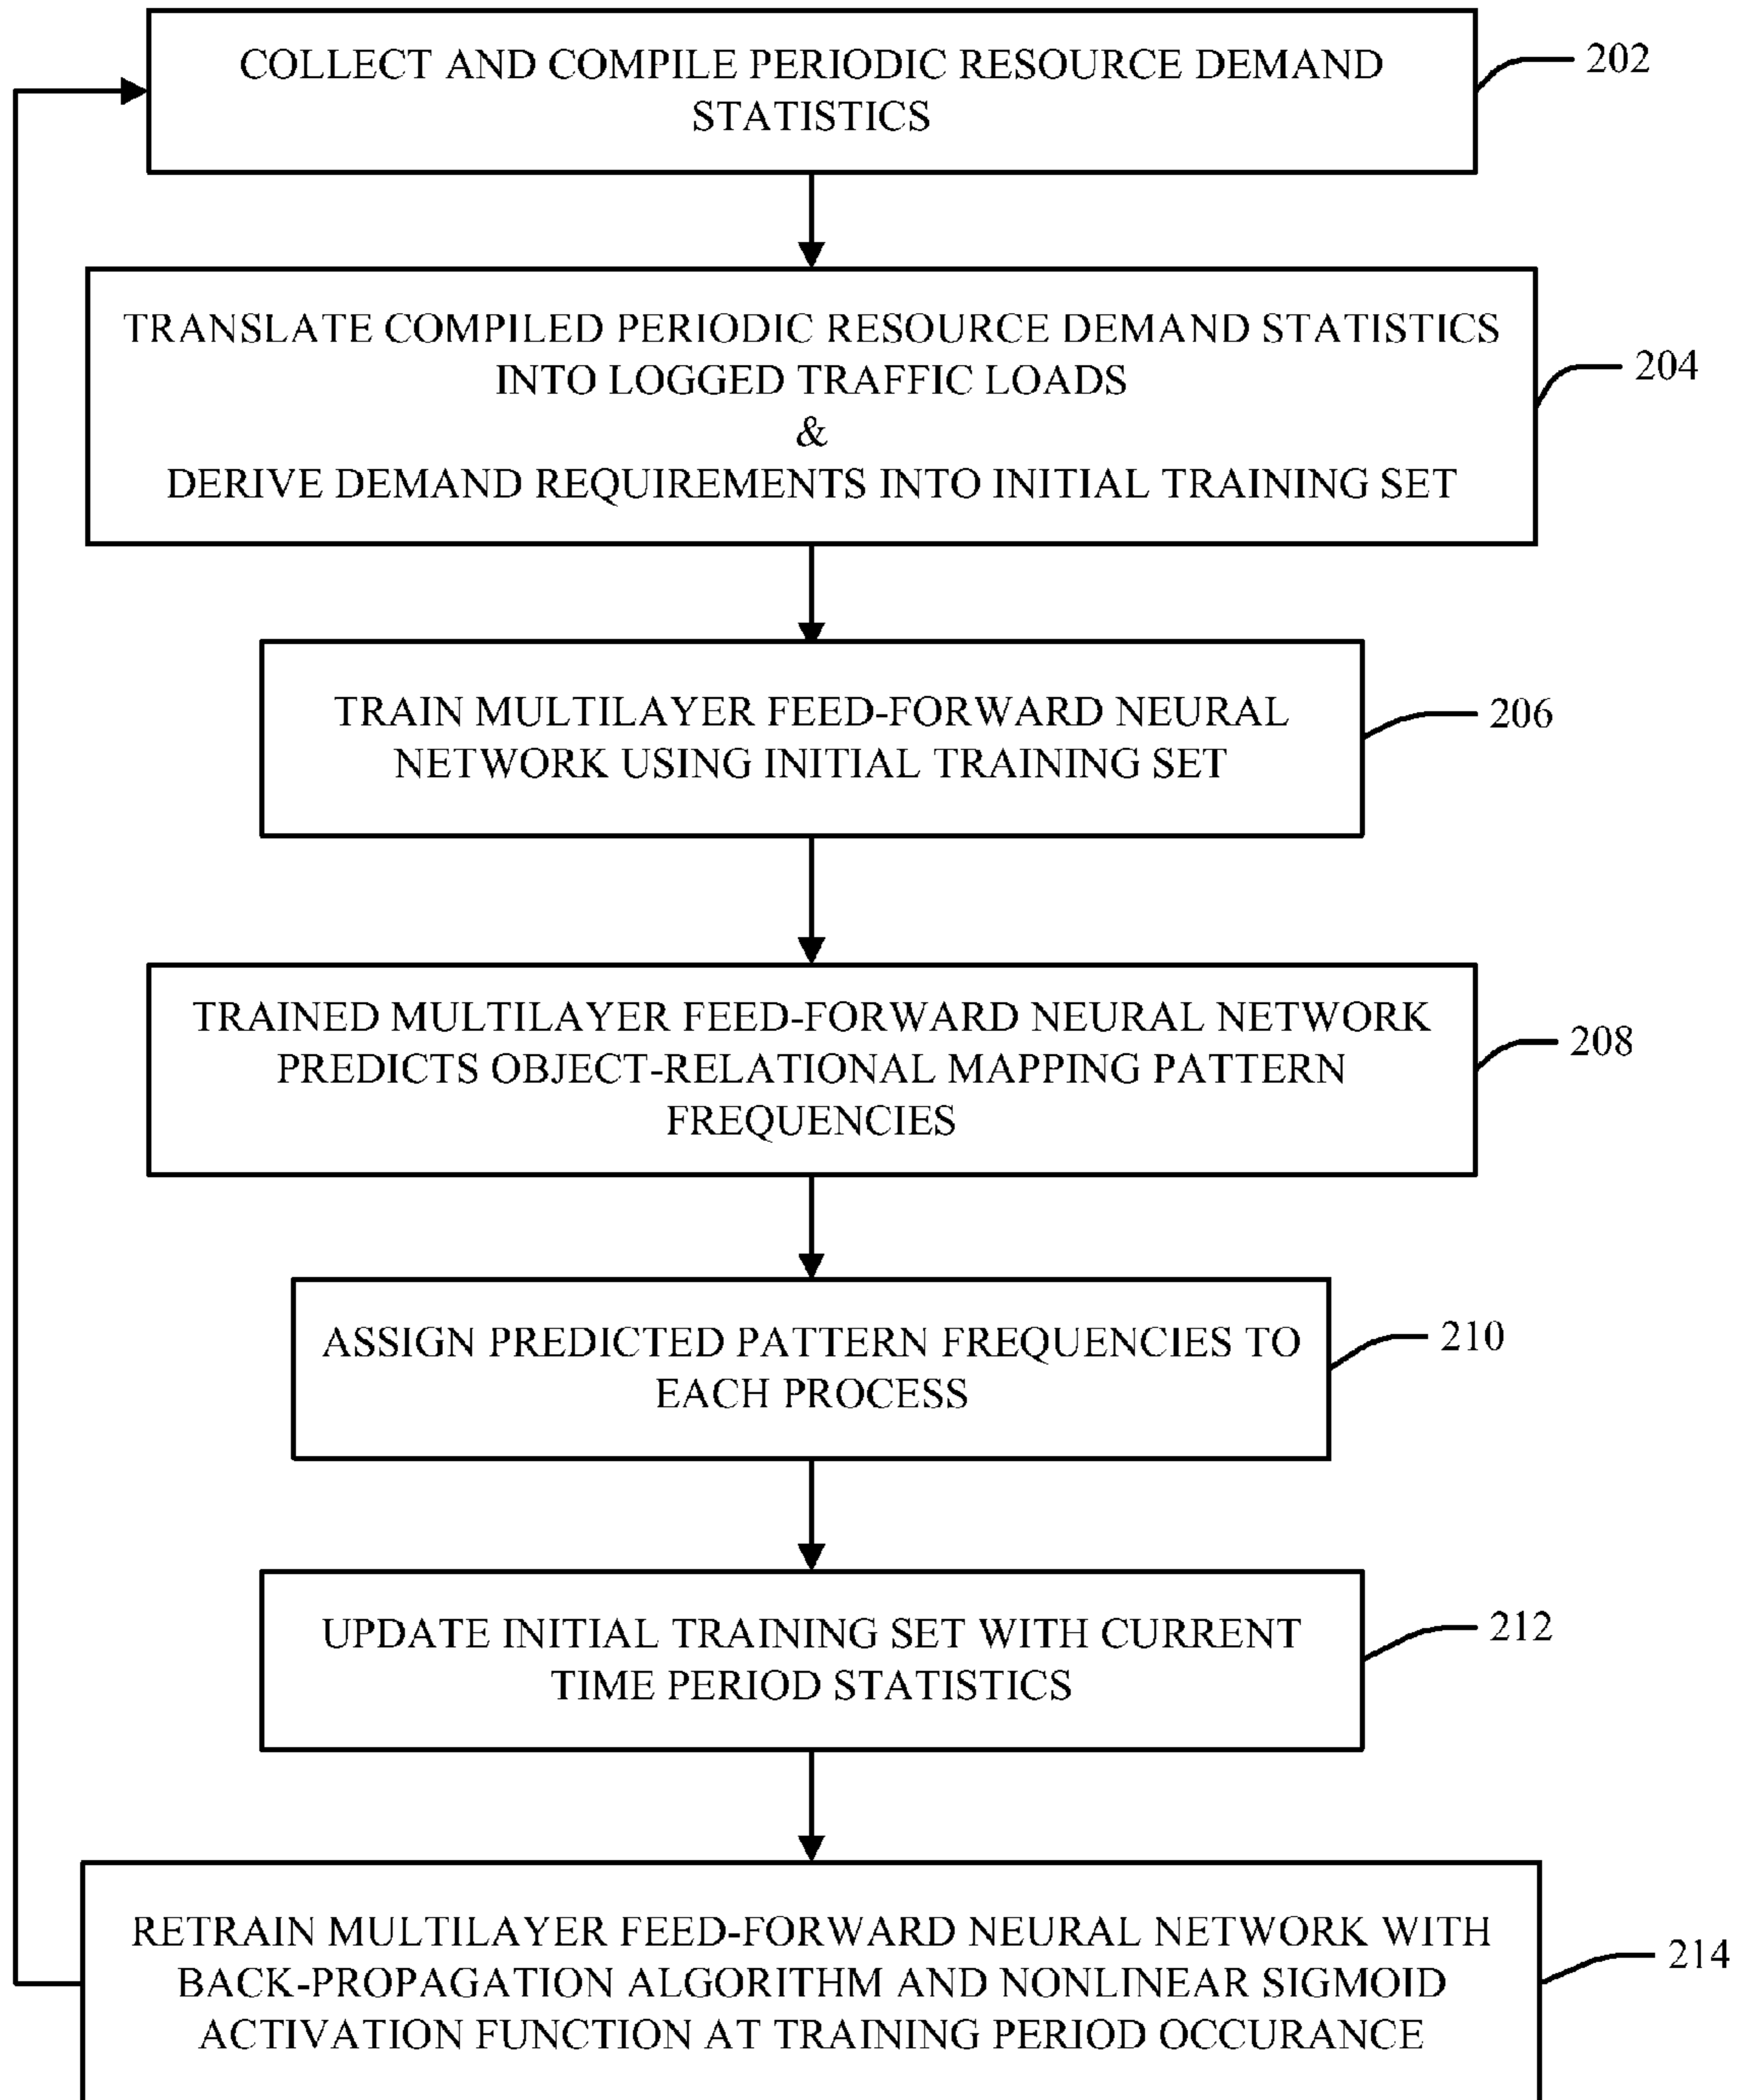 COLLECT AND COMPILE PERIODIC RESOURCE DEMAND
STATISTICS
202
TRANSLATE COMPILED PERIODIC RESOURCE DEMAND STATISTICS
INTO LOGGED TRAFFIC LOADS
&
DERIVE DEMAND REQUIREMENTS INTO INITIAL TRAINING SET
204
TRAIN MULTILAYER FEED-FORWARD NEURAL
NETWORK USING INITIAL TRAINING SET
206
TRAINED MULTILAYER FEED-FORWARD NEURAL NETWORK
PREDICTS OBJECT-RELATIONAL MAPPING PATTERN
FREQUENCIES
208
ASSIGN PREDICTED PATTERN FREQUENCIES TO
EACH PROCESS
210
UPDATE INITIAL TRAINING SET WITH CURRENT
TIME PERIOD STATISTICS
212
RETRAIN MULTILAYER FEED-FORWARD NEURAL NETWORK WITH
BACK-PROPAGATION ALGORITHM AND NONLINEAR SIGMOID
ACTIVATION FUNCTION AT TRAINING PERIOD OCCURANCE
214